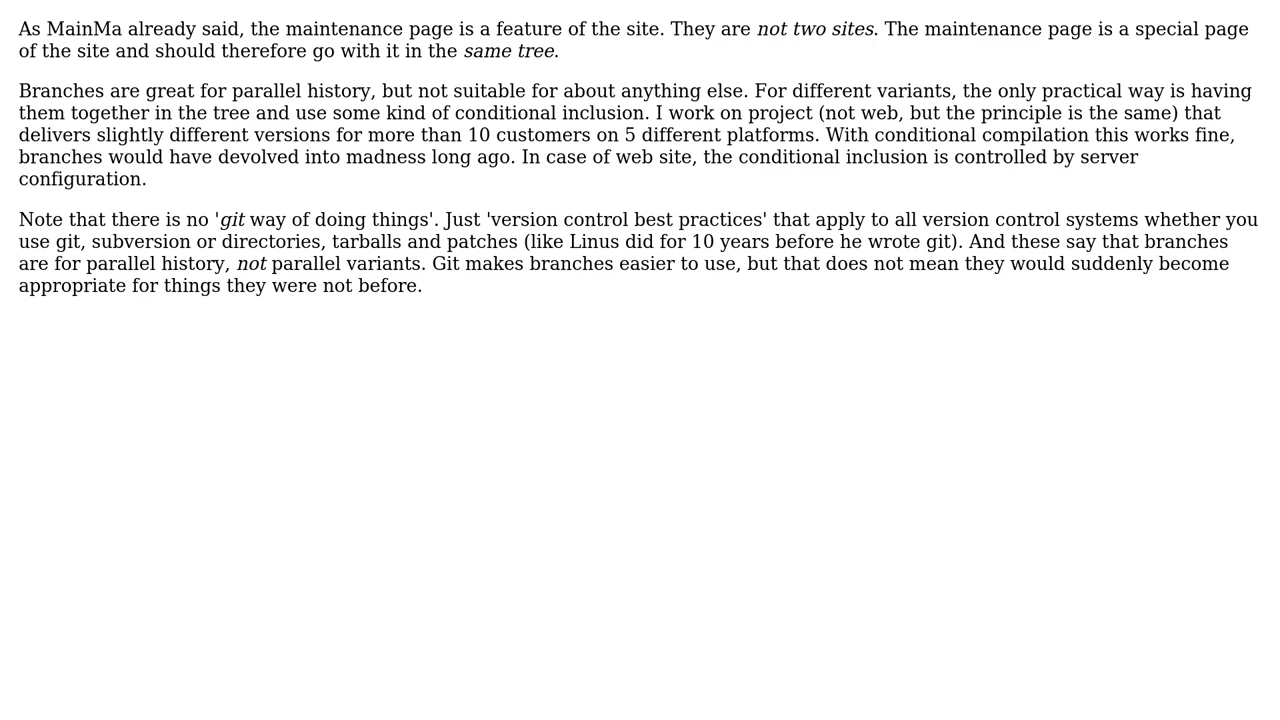 As MainMa already said, the maintenance page is a feature of the site. They are not two sites. The maintenance page is a special page
of the site and should therefore go with it in the same tree.
Branches are great for parallel history, but not suitable for about anything else. For different variants, the only practical way is having
them together in the tree and use some kind of conditional inclusion. I work on project (not web, but the principle is the same) that
delivers slightly different versions for more than 10 customers on 5 different platforms. With conditional compilation this works fine,
branches would have devolved into madness long ago. In case of web site, the conditional inclusion is controlled by server
configuration.
Note that there is no 'git way of doing things'. Just 'version control best practices' that apply to all version control systems whether you
use git, subversion or directories, tarballs and patches (like Linus did for 10 years before he wrote git). And these say that branches
are for parallel history, not parallel variants. Git makes branches easier to use, but that does not mean they would suddenly become
appropriate for things they were not before.